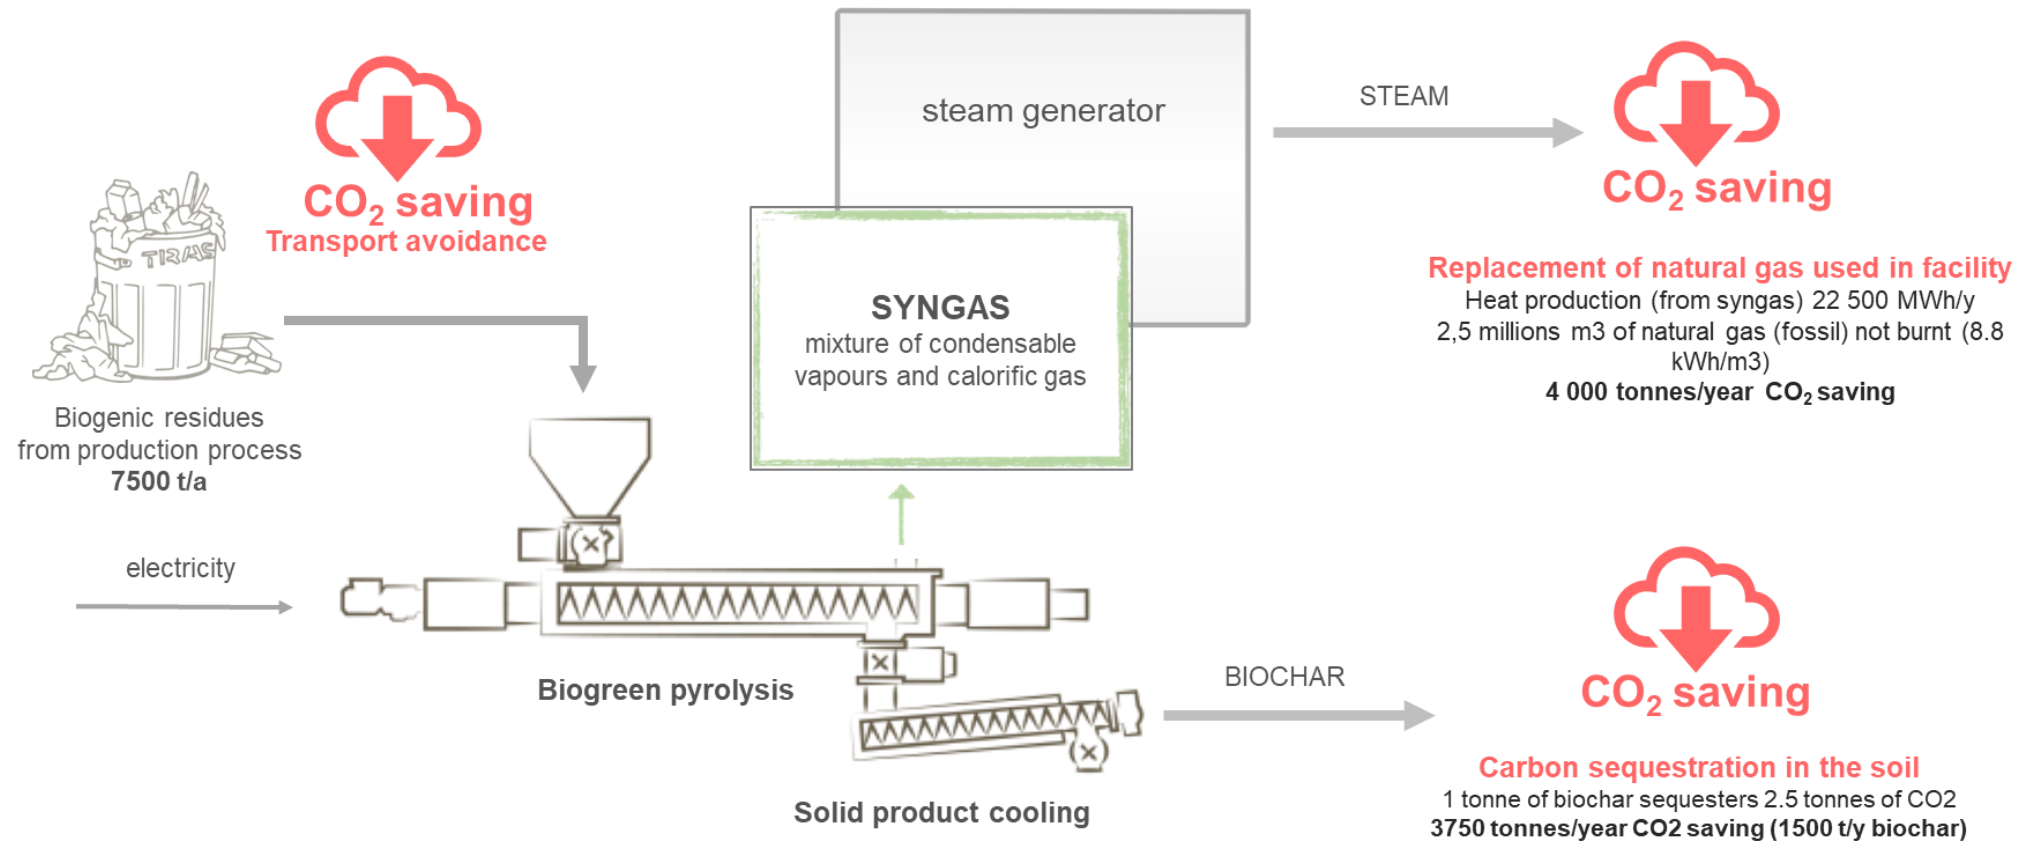 CO2 saving
Transport avoidance
TRAS
Biogenic residues
from production process
7500 t/a
electricity
steam generator
SYNGAS
mixture of condensable
vapours and calorific gas
Biogreen pyrolysis
Solid product cooling
STEAM
CO2 saving
Replacement of natural gas used in facility
Heat production (from syngas) 22 500 MWh/y
2,5 millions m3 of natural gas (fossil) not burnt (8.8
kWh/m3)
4 000 tonnes/year CO2 saving
BIOCHAR
CO2 saving
Carbon sequestration in the soil
1 tonne of biochar sequesters 2.5 tonnes of CO2
3750 tonnes/year CO2 saving (1500 t/y biochar)